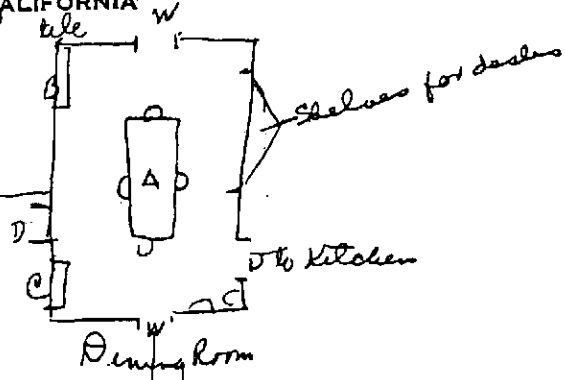 ALIFORNIA
tile W
B
Shelves for dishes
A
D
D to Kitchen
C
C
W
Dining Room